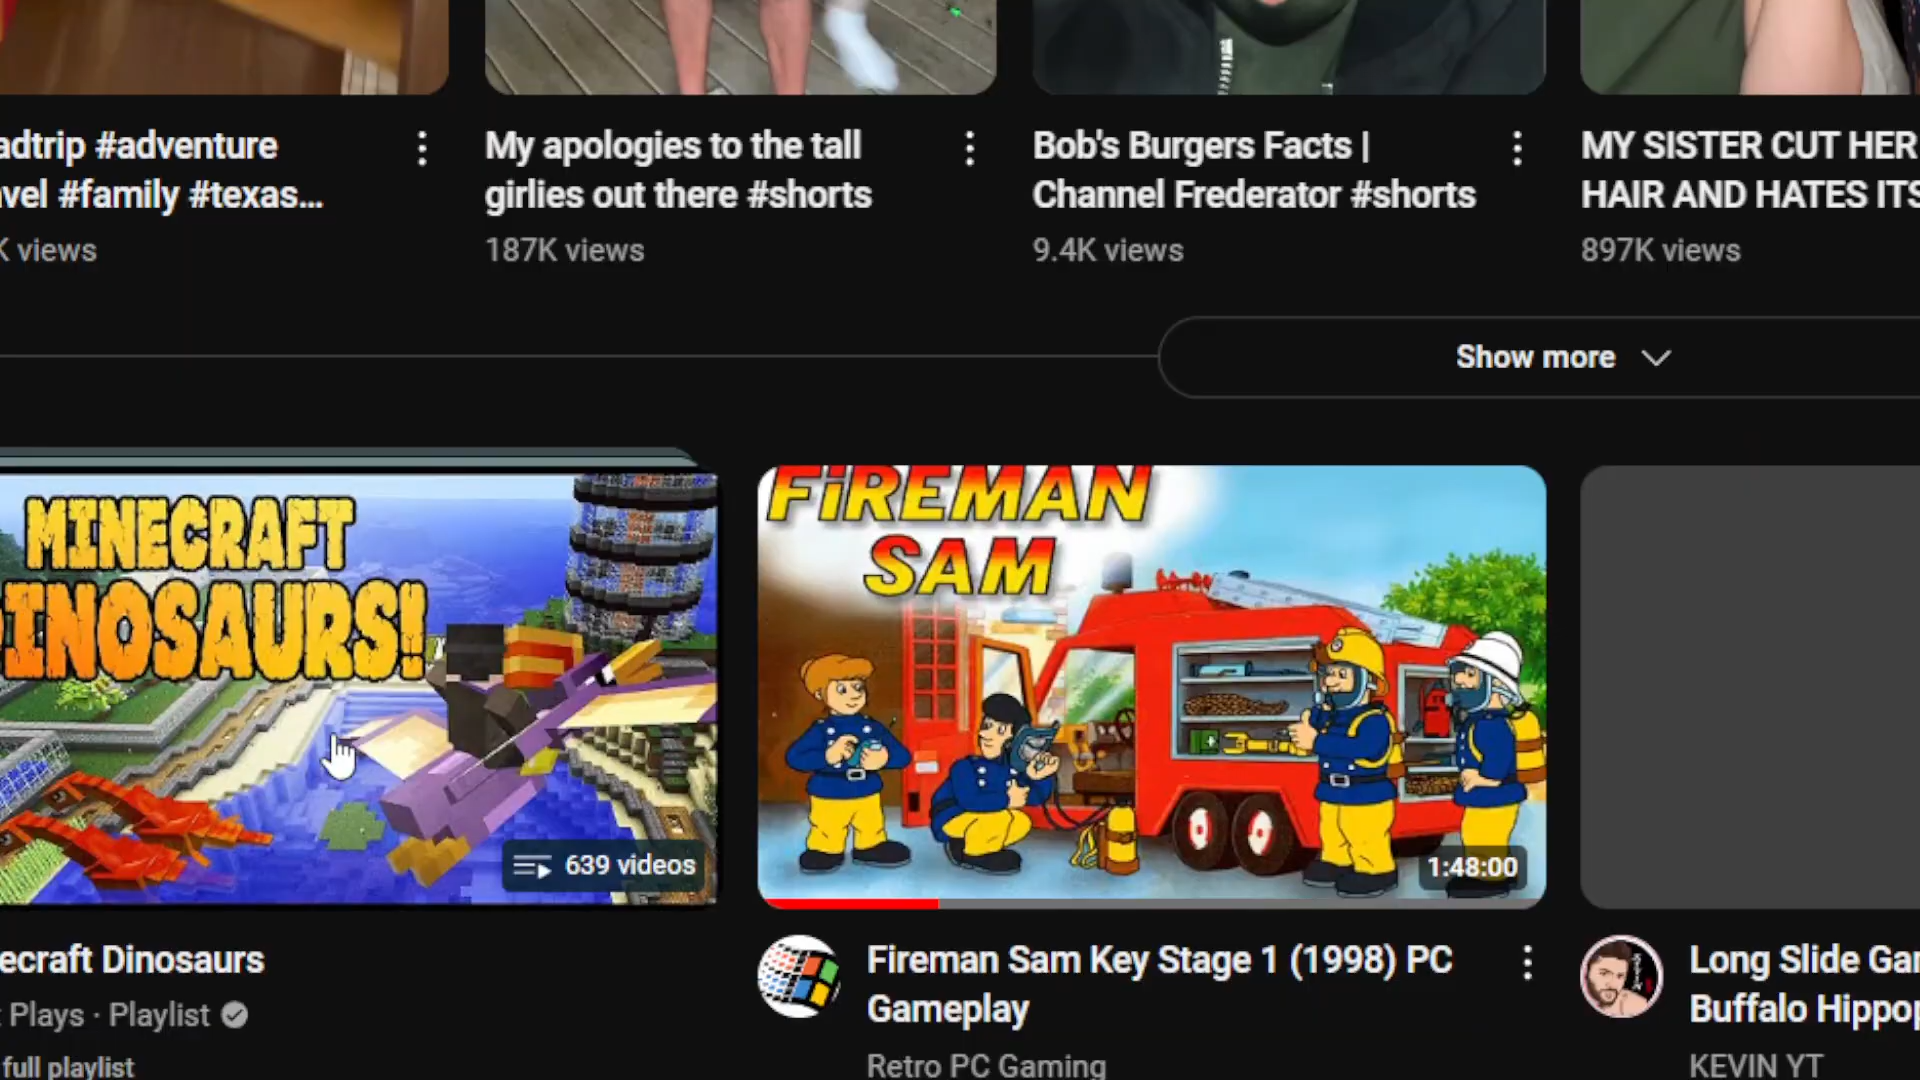 adtrip #adventure
vel #family #texas...
K views
My apologies to the tall
girlies out there #shorts
187K views
Bob's Burgers Facts |
Channel Frederator #shorts
9.4K views
MY SISTER CUT HER
HAIR AND HATES ITS
897K views
Show more
MINECRAFT
DINOSAURS!
639 videos
ecraft Dinosaurs
Plays · Playlist
full playlist
FiREMAN
SAM
1:48:00
Fireman Sam Key Stage 1 (1998) PC
Gameplay
Retro PC Gaming
Long Slide Gam
Buffalo Hippop
KEVIN YT